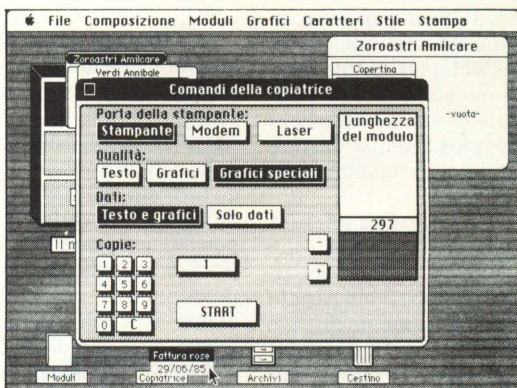 File Composizione Moduli Grafici Caratteri Stile Stampa
Zoroastri Amilcare
Verdi Annibale
Zoroastri Amilcare
Copertina
-vuota-
Comandi della copiatrice
Porta della stampante:
Stampante Modem Laser
Qualità:
Testo Grafici Grafici speciali
Dati:
Testo e grafici Solo dati
Copie:
1 2 3
4 5 6
7 8 9
0 C
1
START
Lunghezza
del modulo
297
-
+
Il m
Moduli
Fattura rose
29/06/85
Copiatrice
Archivi
Cestino